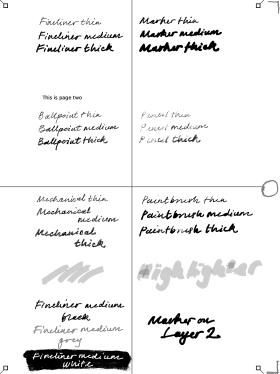 Fineliner thin
Fineliner medium
Fineliner thick
Marker thin
Marker medium
Marker thick
This is page two
Ballpoint thin
Ballpoint medium
Ballpoint thick
Pencil thin
Pencil medium
Pencil thick
Mechanical thin
Mechanical
medium
Mechanical
thick
Paintbrush thin
Paintbrush medium
Paintbrush thick
Highlighter
Fineliner medium
black
Fineliner medium
grey
Fineliner medium
white
Marker on
Layer 2